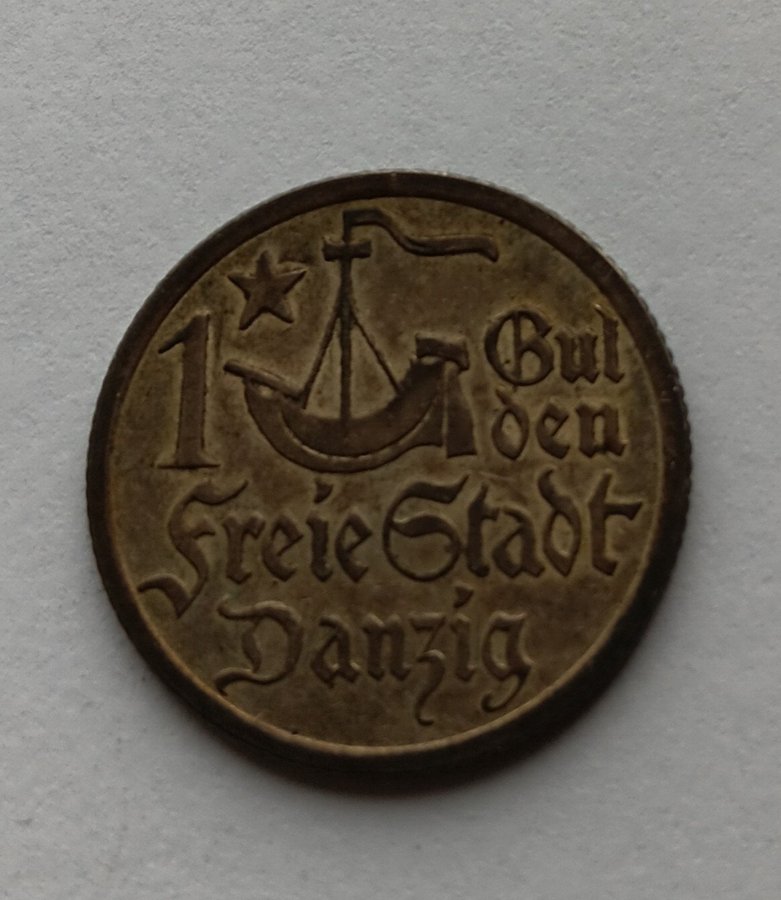 1 Gul
den
Freie Stadt
Danzig